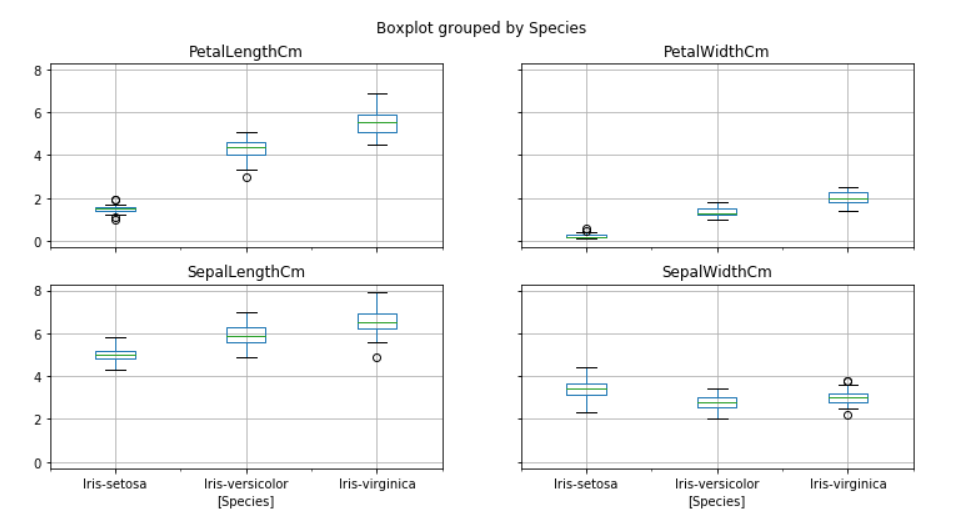 Boxplot grouped by Species
PetalLengthCm
PetalWidthCm
8
6
4
2
0
SepalLengthCm
SepalWidthCm
8
6
4
2
0
Iris-setosa Iris-versicolor Iris-virginica
[Species]
Iris-setosa Iris-versicolor Iris-virginica
[Species]